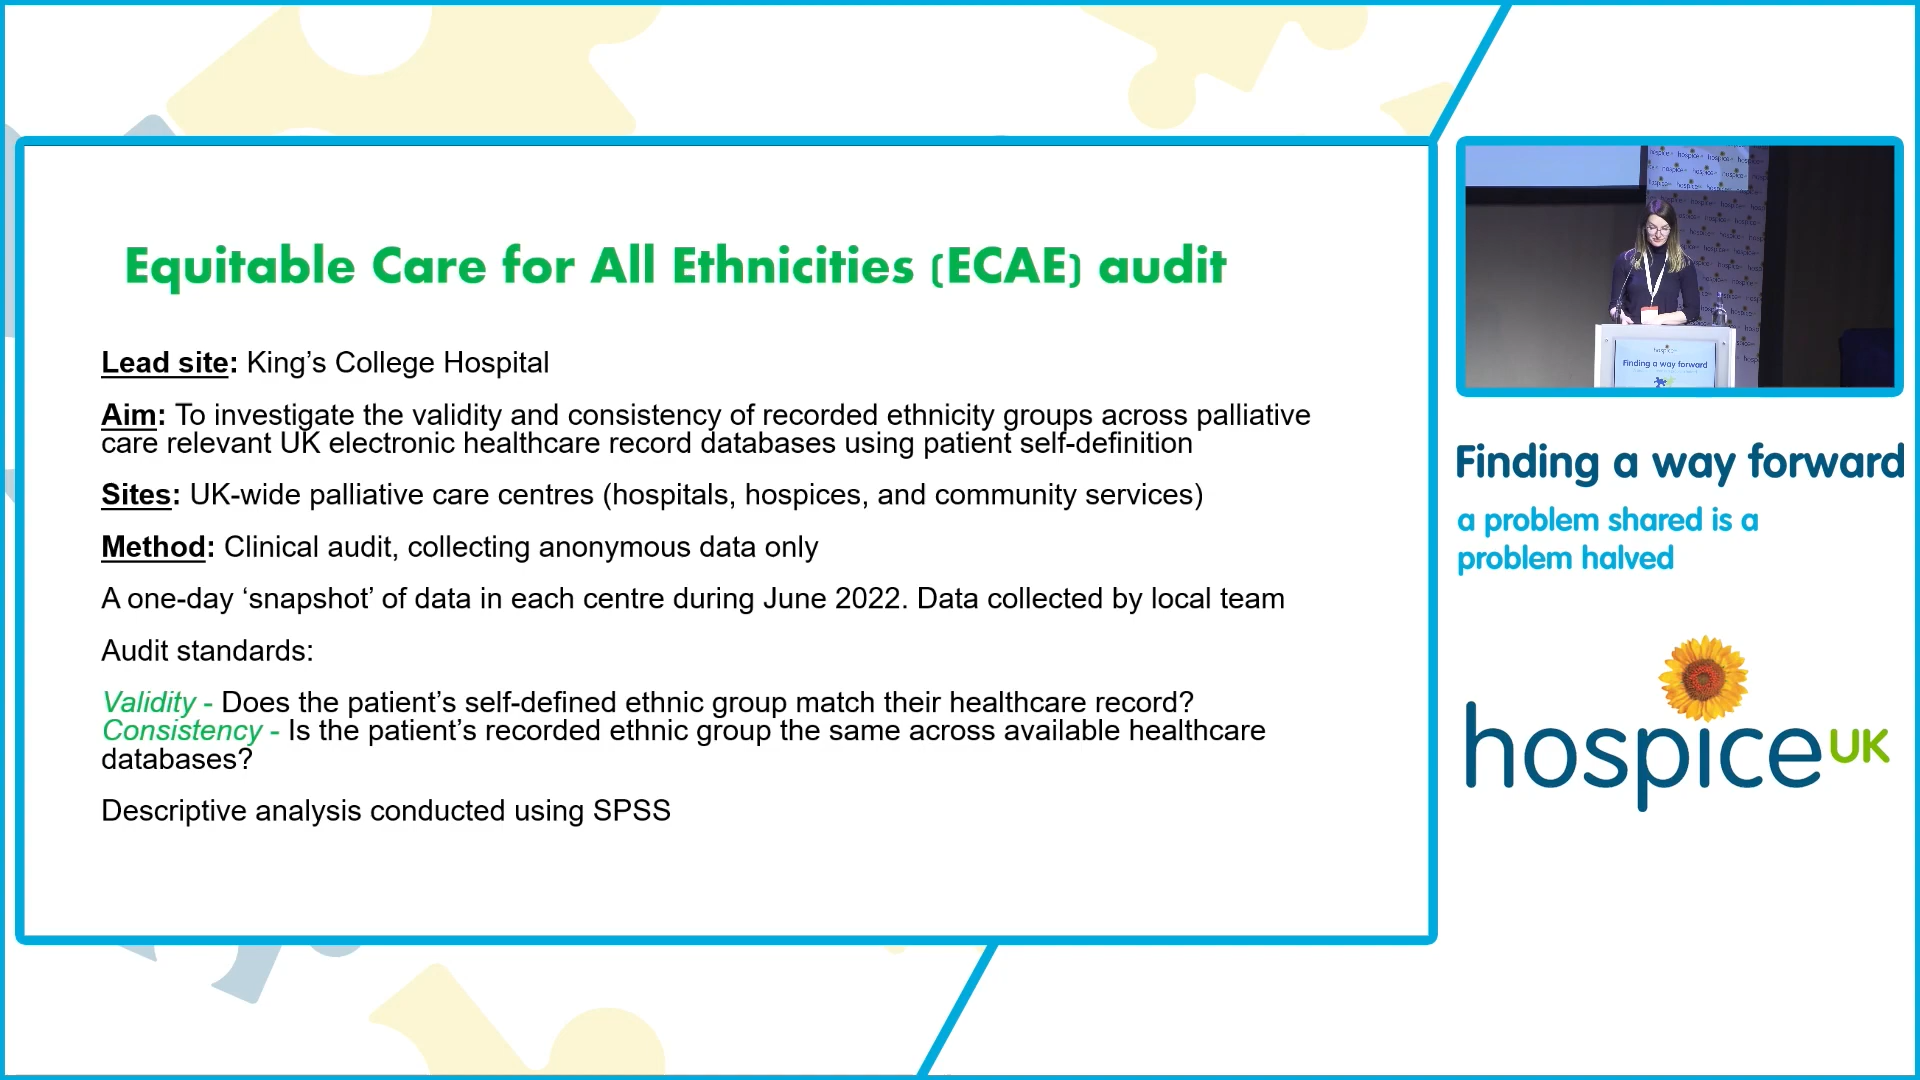 Equitable Care for All Ethnicities (ECAE) audit
Lead site: King’s College Hospital
Aim: To investigate the validity and consistency of recorded ethnicity groups across palliative
care relevant UK electronic healthcare record databases using patient self-definition
Sites: UK-wide palliative care centres (hospitals, hospices, and community services)
Method: Clinical audit, collecting anonymous data only
A one-day ‘snapshot’ of data in each centre during June 2022. Data collected by local team
Audit standards:
Validity - Does the patient’s self-defined ethnic group match their healthcare record?
Consistency - Is the patient’s recorded ethnic group the same across available healthcare
databases?
Descriptive analysis conducted using SPSS
Finding a way forward
Finding a way forward
a problem shared is a
problem halved
hospice UK